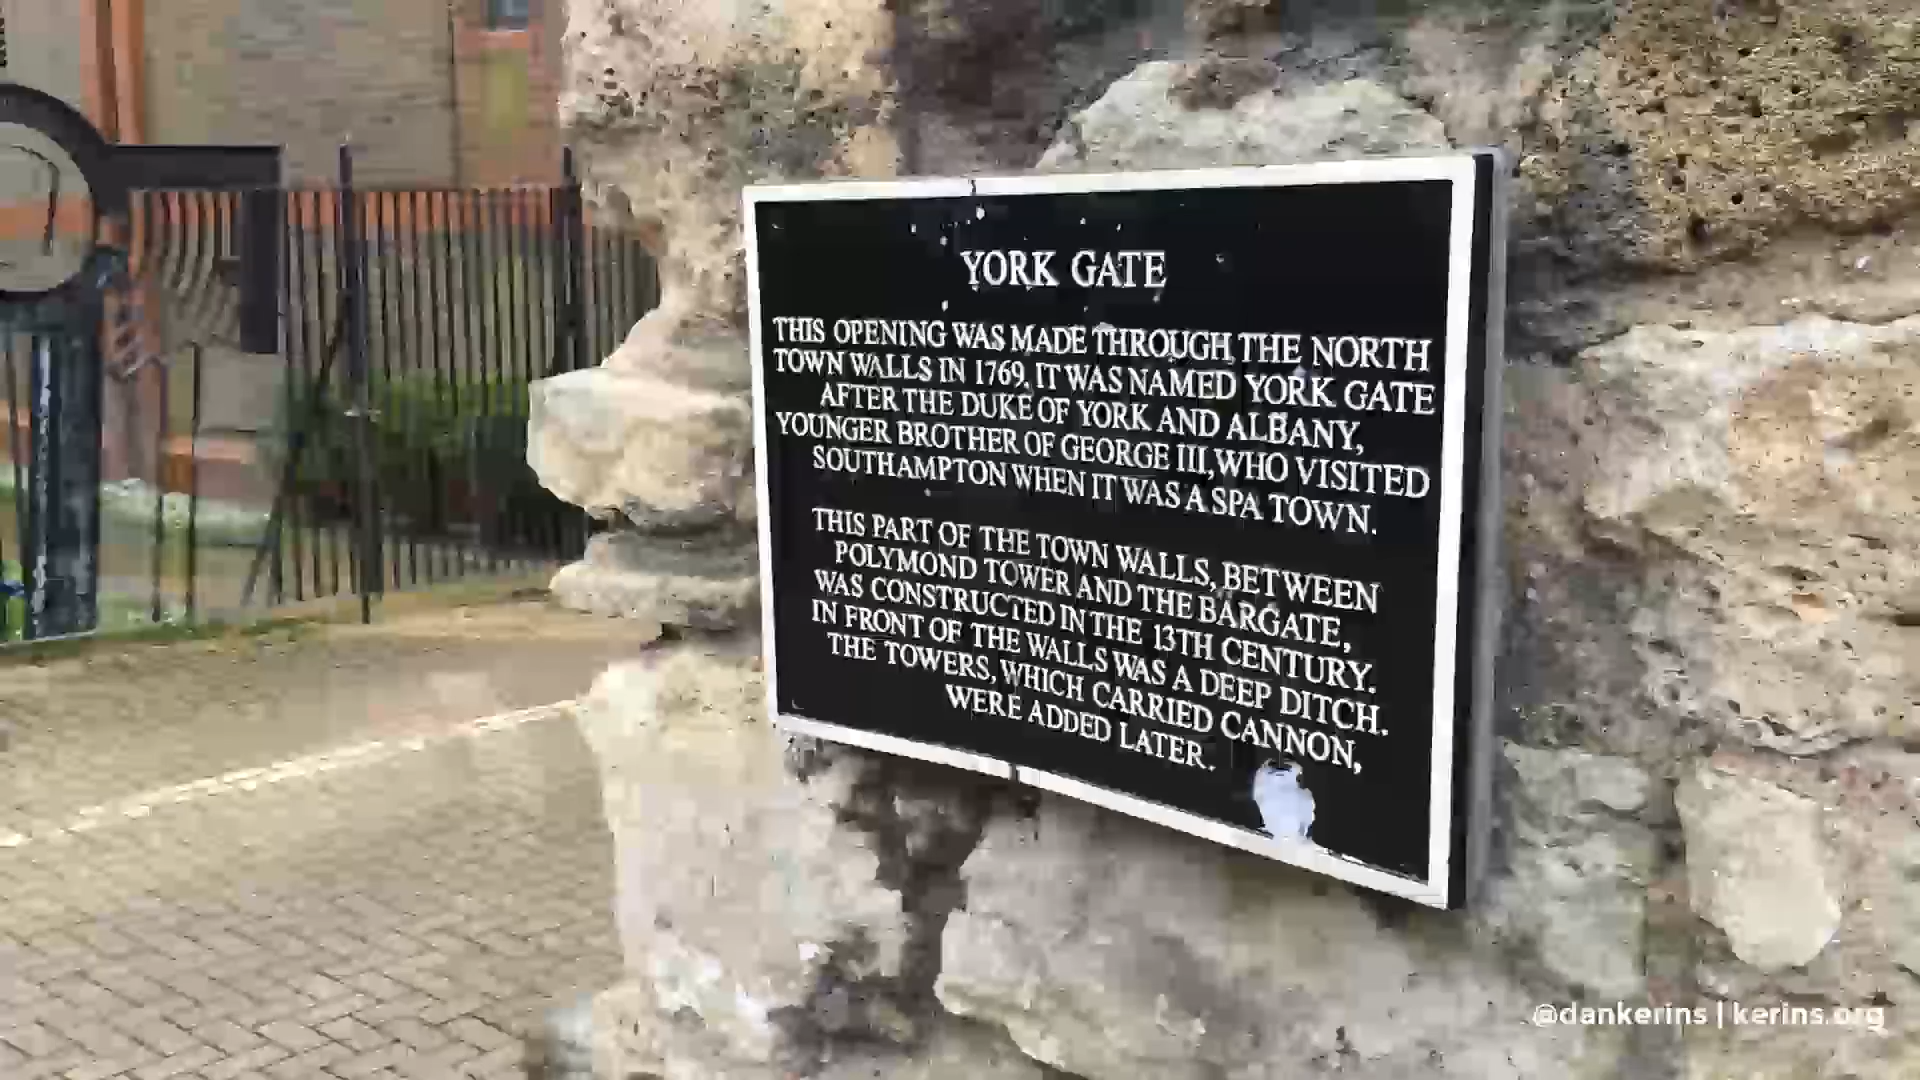 YORK GATE
THIS OPENING WAS MADE THROUGH THE NORTH
TOWN WALLS IN 1769. IT WAS NAMED YORK GATE
AFTER THE DUKE OF YORK AND ALBANY,
YOUNGER BROTHER OF GEORGE III, WHO VISITED
SOUTHAMPTON WHEN IT WAS A SPA TOWN.
THIS PART OF THE TOWN WALLS, BETWEEN
POLYMOND TOWER AND THE BARGATE,
WAS CONSTRUCTED IN THE 13TH CENTURY.
IN FRONT OF THE WALLS WAS A DEEP DITCH.
THE TOWERS, WHICH CARRIED CANNON,
WERE ADDED LATER.
@dankerins | kerins.org